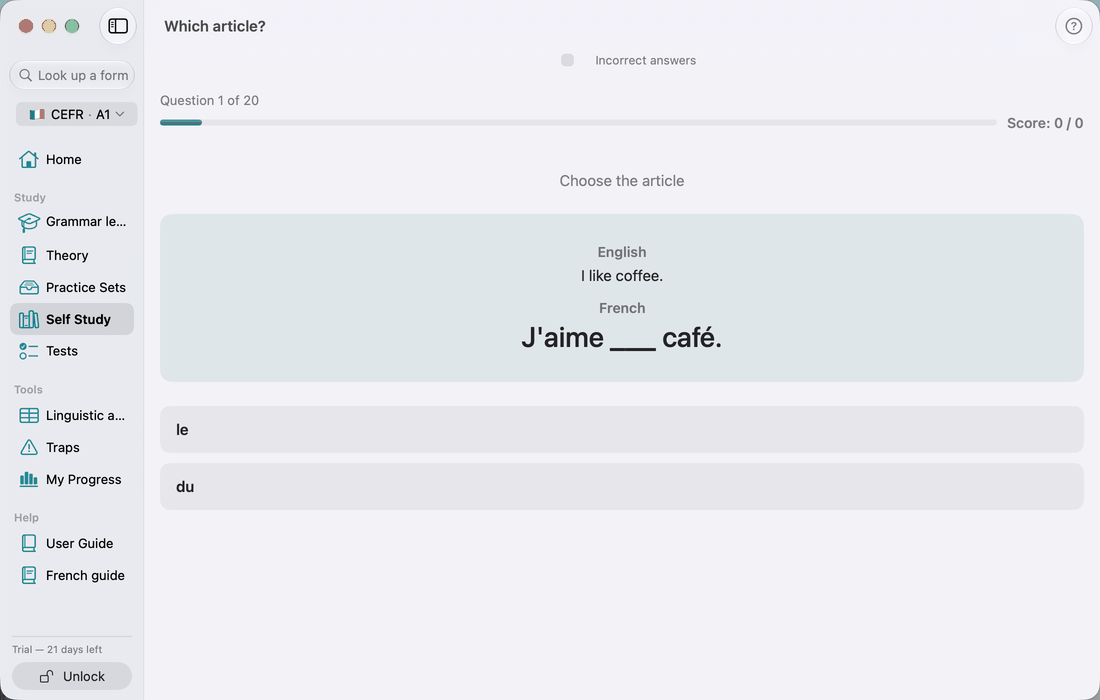 Which article?
Look up a form
CEFR · A1
Home
Study
Grammar le...
Theory
Practice Sets
Self Study
Tests
Tools
Linguistic a...
Traps
My Progress
Help
User Guide
French guide
Trial — 21 days left
Unlock
?
Incorrect answers
Question 1 of 20
Score: 0 / 0
Choose the article
English
I like coffee.
French
J'aime ___ café.
le
du